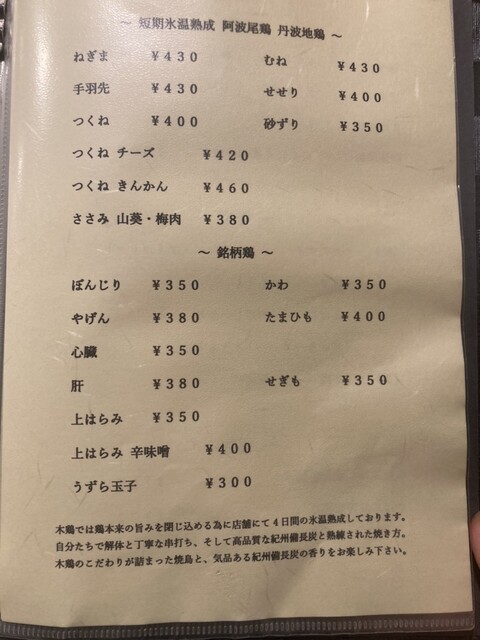 ～ 短期氷温熟成 阿波尾鶏 丹波地鶏 ～
ねぎま ￥４３０ むね ￥４３０
手羽先 ￥４３０ せせり ￥４００
つくね ￥４００ 砂ずり ￥３５０
つくね チーズ ￥４２０
つくね きんかん ￥４６０
ささみ 山葵・梅肉 ￥３８０
～ 銘柄鶏 ～
ぼんじり ￥３５０ かわ ￥３５０
やげん ￥３８０ たまひも ￥４００
心臓 ￥３５０
肝 ￥３８０ せぎも ￥３５０
上はらみ ￥３５０
上はらみ 辛味噌 ￥４００
うずら玉子 ￥３００
木鶏では鶏本来の旨みを閉じ込める為に店舗にて４日間の氷温熟成しております。
自分たちで解体と丁寧な串打ち、そして高品質な紀州備長炭と熟練された焼き方。
木鶏のこだわりが詰まった焼鳥と、気品ある紀州備長炭の香りをお楽しみ下さい。